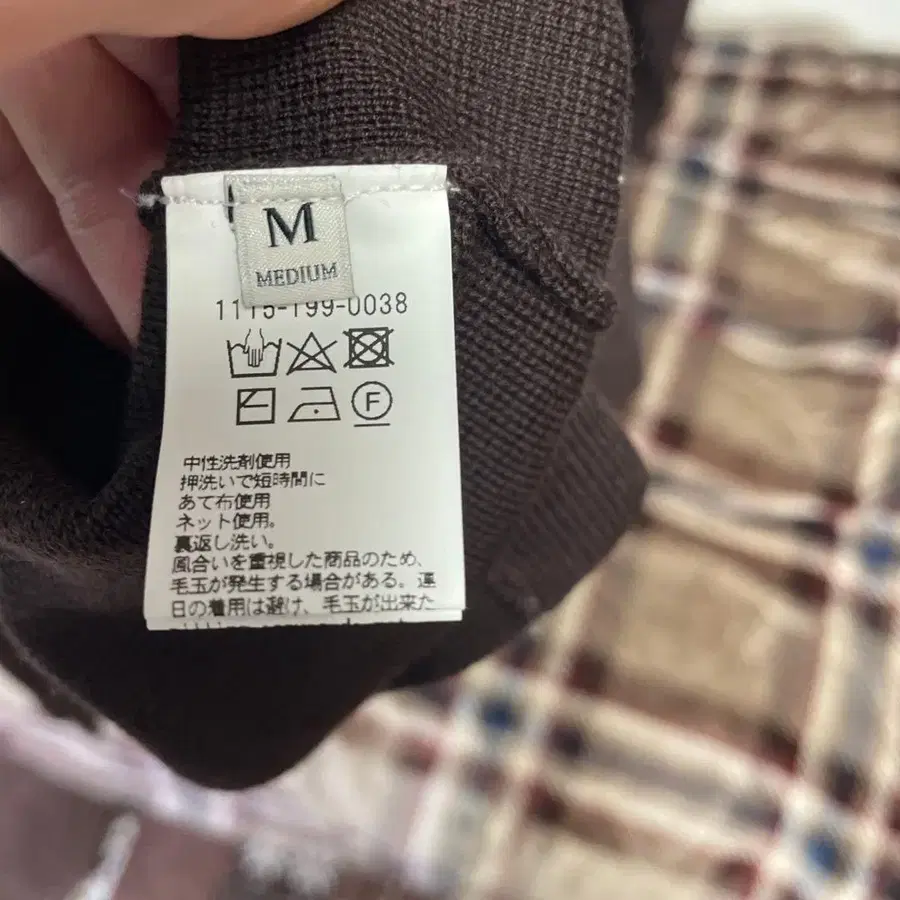 M
MEDIUM
1115-199-0038
F
中性洗剤使用
押洗いで短時間に
あて布使用
ネット使用。
裏返し洗い。
風合いを重視した商品のため、
毛玉が発生する場合がある。連
日の着用は避け、毛玉が出来た